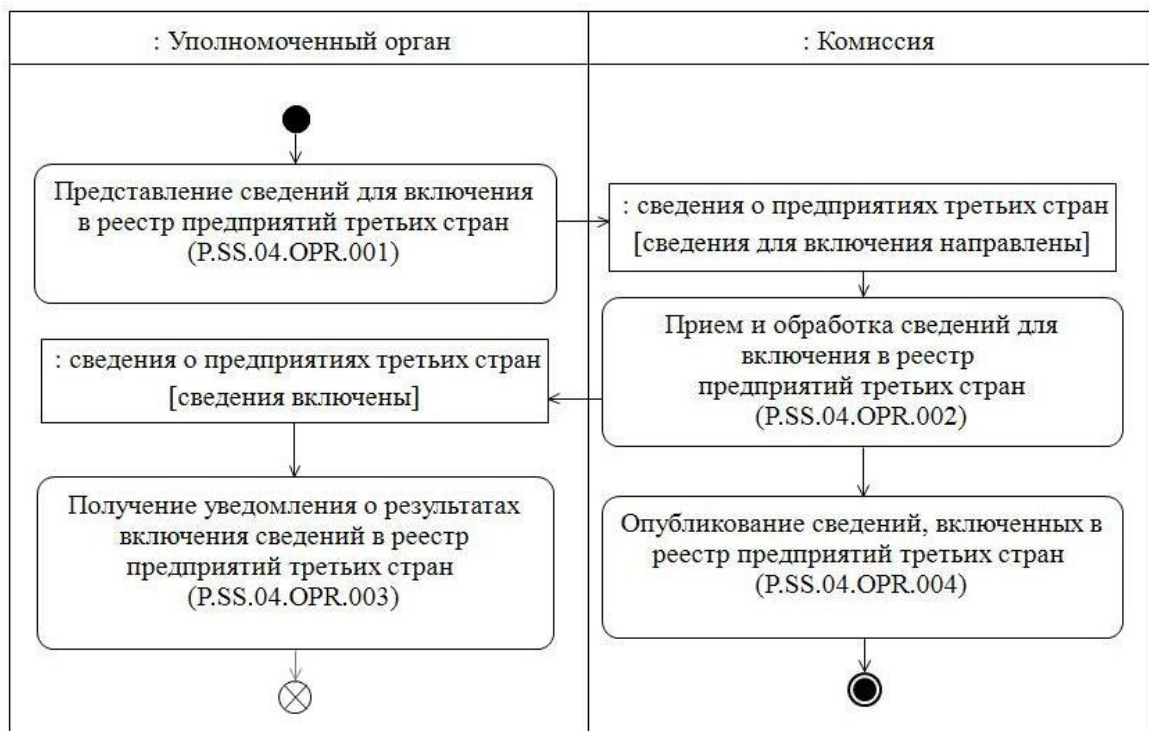 : Уполномоченный орган
: Комиссия
Представление сведений для включения
в реестр предприятий третьих стран
(P.SS.04.OPR.001)
: сведения о предприятиях третьих стран
[сведения для включения направлены]
Прием и обработка сведений для
включения в реестр
предприятий третьих стран
(P.SS.04.OPR.002)
: сведения о предприятиях третьих стран
[сведения включены]
Получение уведомления о результатах
включения сведений в реестр
предприятий третьих стран
(P.SS.04.OPR.003)
Опубликование сведений, включенных в
реестр предприятий третьих стран
(P.SS.04.OPR.004)